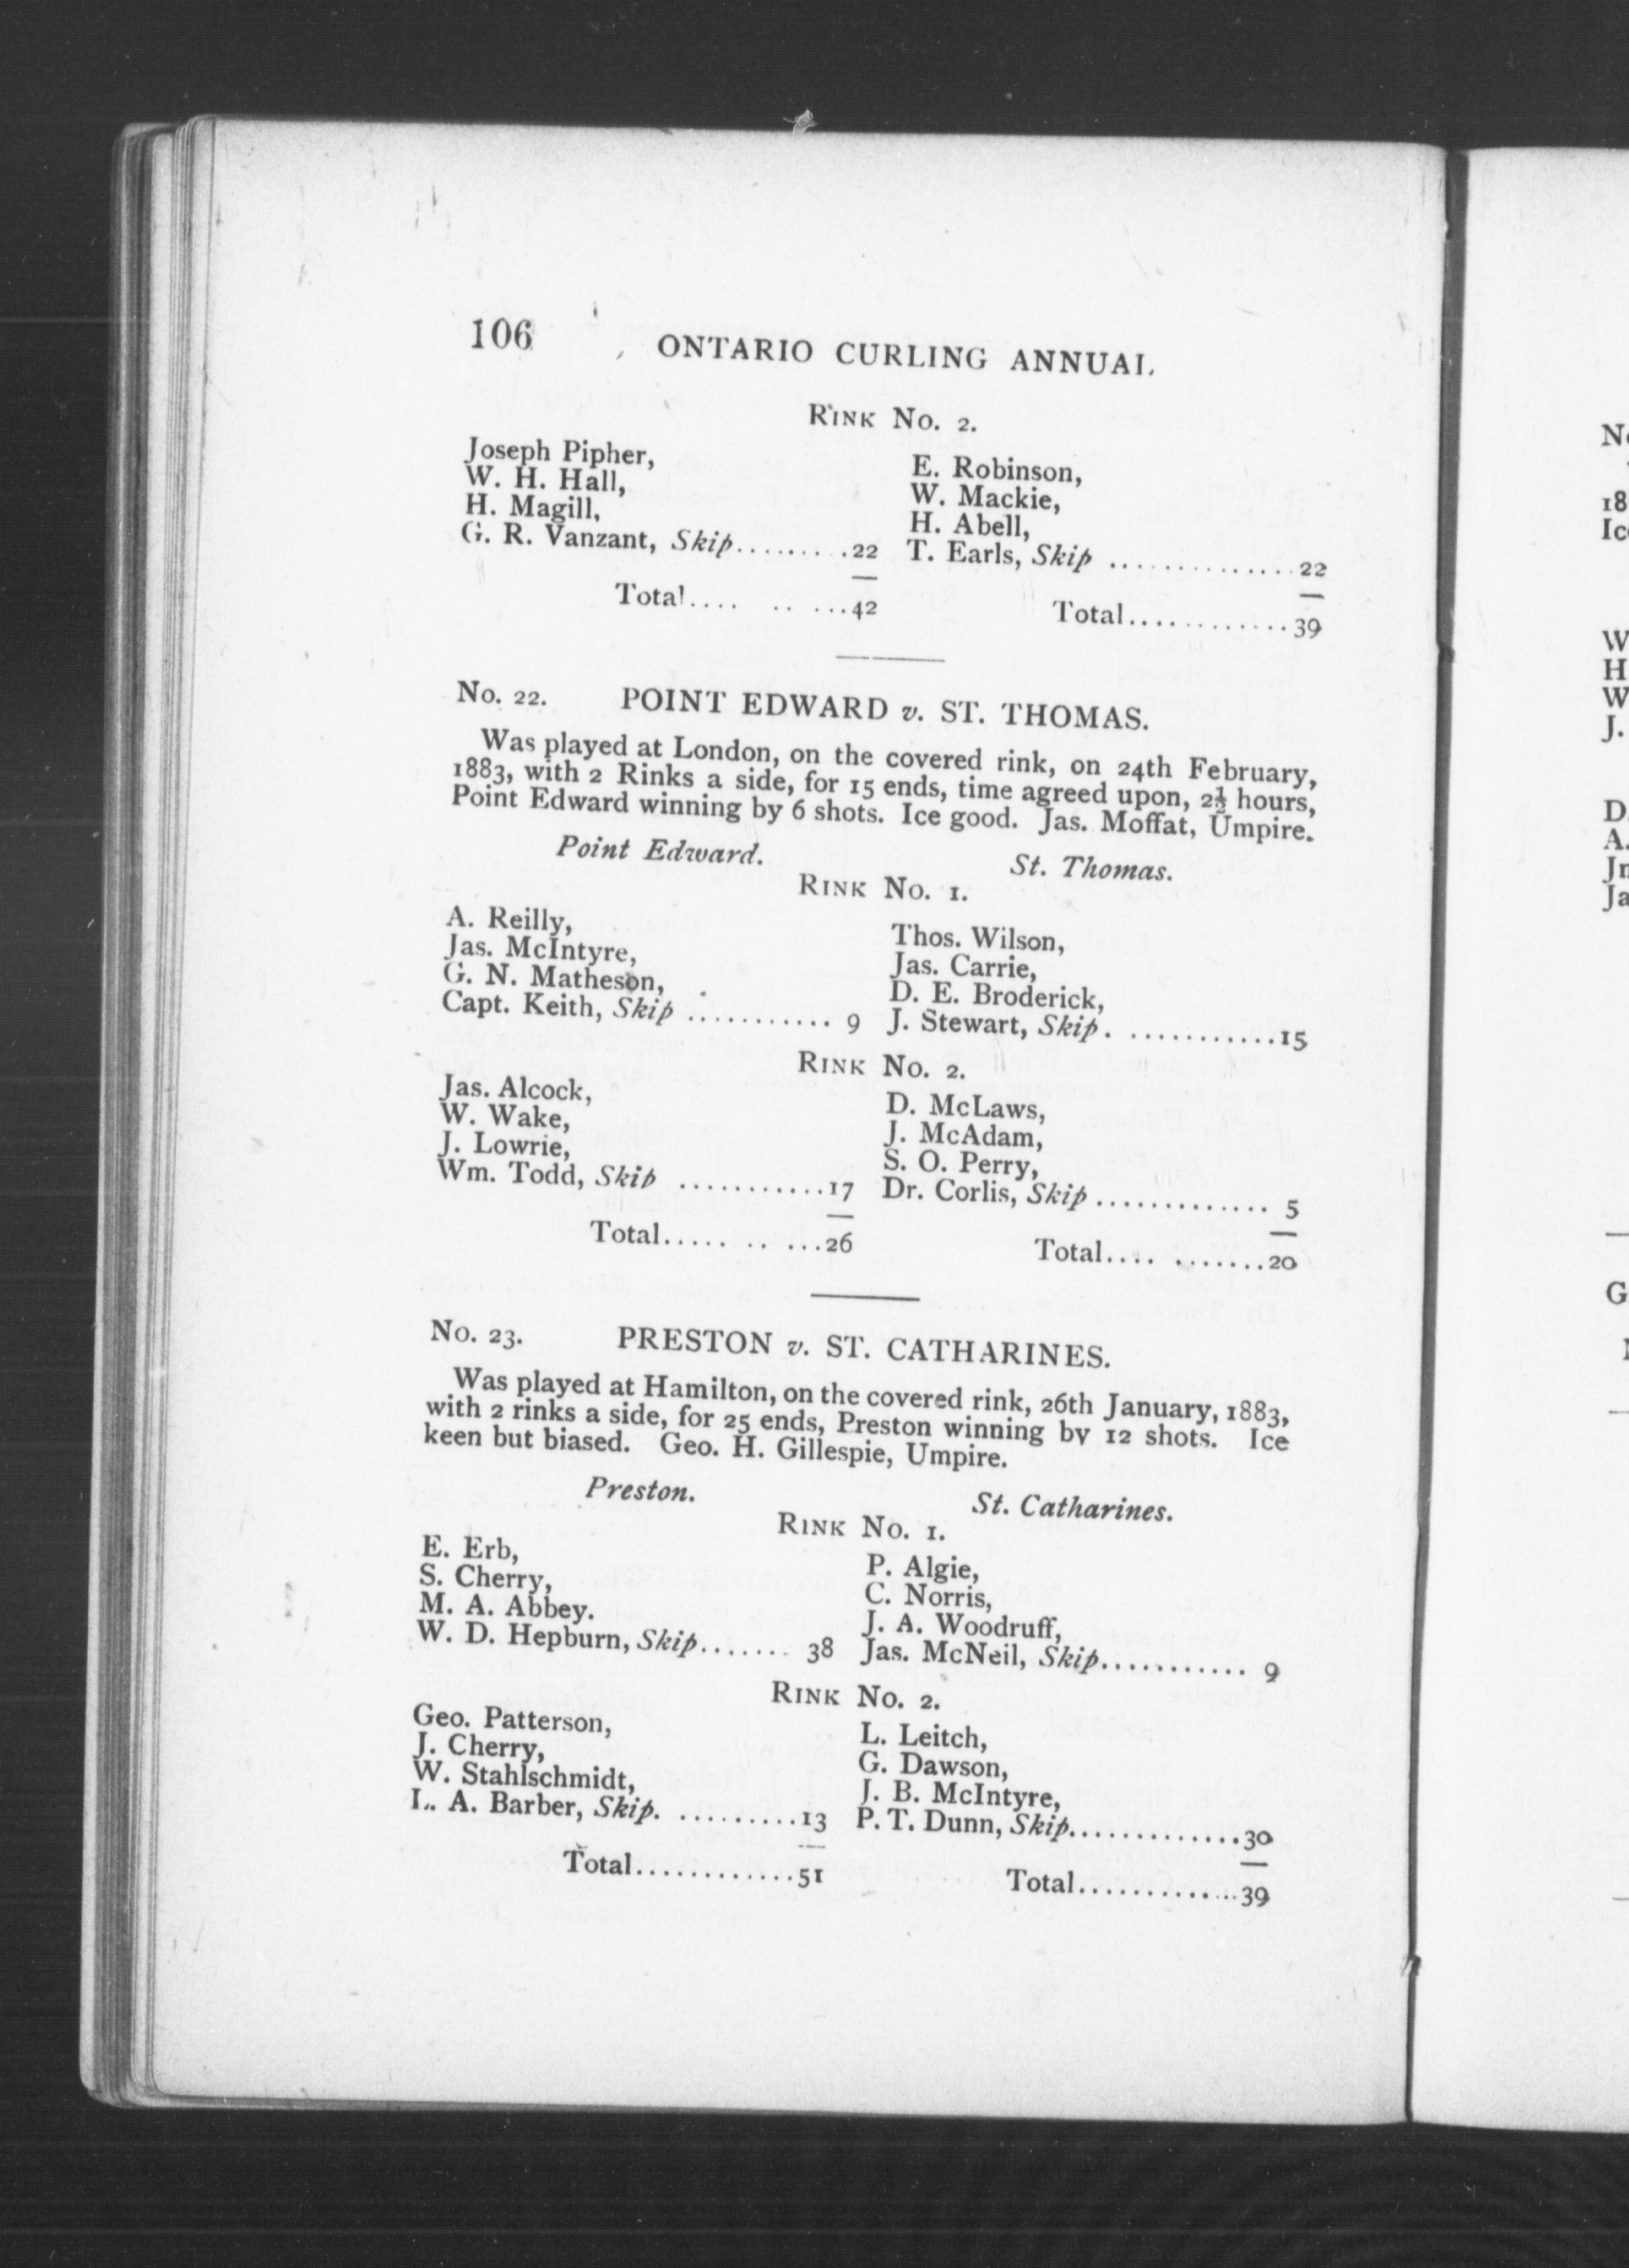 106 ONTARIO CURLING ANNUAL
RINK No. 2.
Joseph Pipher,
W. H. Hall,
H. Magill,
G. R. Vanzant, Skip.........22
Total.... .. ...42
E. Robinson,
W. Mackie,
H. Abell,
T. Earls, Skip ..............22
Total............39
No. 22. POINT EDWARD v. ST. THOMAS.
Was played at London, on the covered rink, on 24th February,
1883, with 2 Rinks a side, for 15 ends, time agreed upon, 2½ hours,
Point Edward winning by 6 shots. Ice good. Jas. Moffat, Umpire.
Point Edward. St. Thomas.
RINK No. 1.
A. Reilly,
Jas. McIntyre,
G. N. Matheson,
Capt. Keith, Skip ........... 9
Thos. Wilson,
Jas. Carrie,
D. E. Broderick,
J. Stewart, Skip. ...........15
RINK No. 2.
Jas. Alcock,
W. Wake,
J. Lowrie,
Wm. Todd, Skip ...........17
Total..... .. ...26
D. McLaws,
J. McAdam,
S. O. Perry,
Dr. Corlis, Skip ............. 5
Total.... .......20
No. 23. PRESTON v. ST. CATHARINES.
Was played at Hamilton, on the covered rink, 26th January, 1883,
with 2 rinks a side, for 25 ends, Preston winning by 12 shots. Ice
keen but biased. Geo. H. Gillespie, Umpire.
Preston. St. Catharines.
RINK No. 1.
E. Erb,
S. Cherry,
M. A. Abbey.
W. D. Hepburn, Skip....... 38
P. Algie,
C. Norris,
J. A. Woodruff,
Jas. McNeil, Skip........... 9
RINK No. 2.
Geo. Patterson,
J. Cherry,
W. Stahlschmidt,
L. A. Barber, Skip. .........13
Total............51
L. Leitch,
G. Dawson,
J. B. McIntyre,
P. T. Dunn, Skip.............30
Total............39
No
18
Ice
W
H
W
J.
D.
A.
Jn
Ja
G